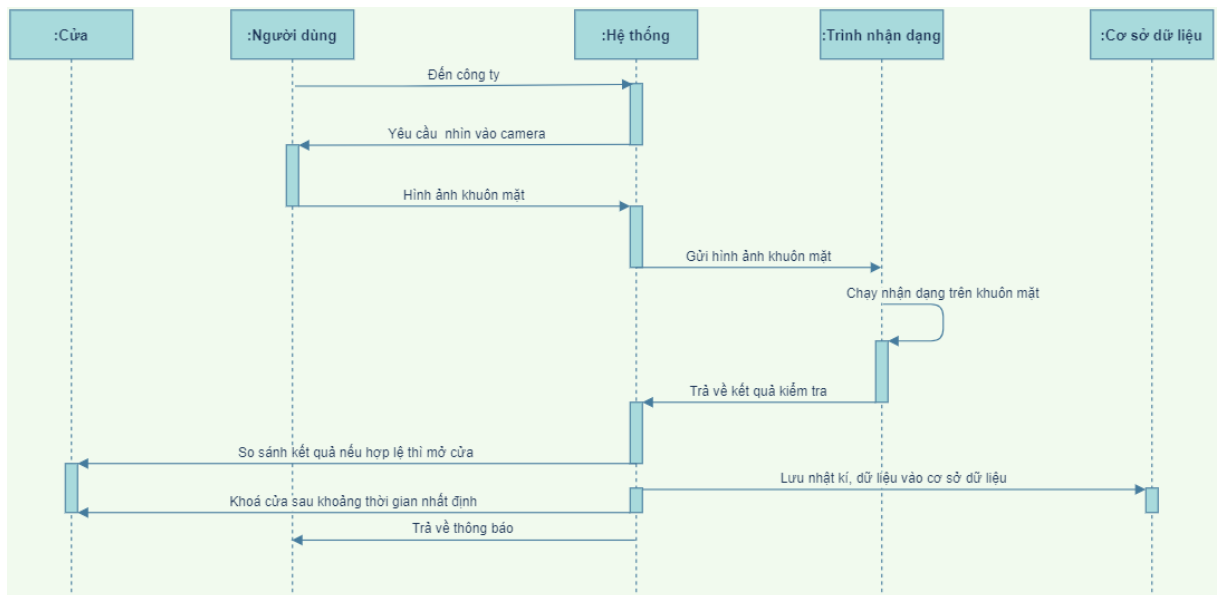 :Cửa
:Người dùng
:Hệ thống
:Trình nhận dạng
:Cơ sở dữ liệu
Đến công ty
Yêu cầu nhìn vào camera
Hình ảnh khuôn mặt
Gửi hình ảnh khuôn mặt
Chạy nhận dạng trên khuôn mặt
Trả về kết quả kiểm tra
So sánh kết quả nếu hợp lệ thì mở cửa
Lưu nhật kí, dữ liệu vào cơ sở dữ liệu
Khoá cửa sau khoảng thời gian nhất định
Trả về thông báo